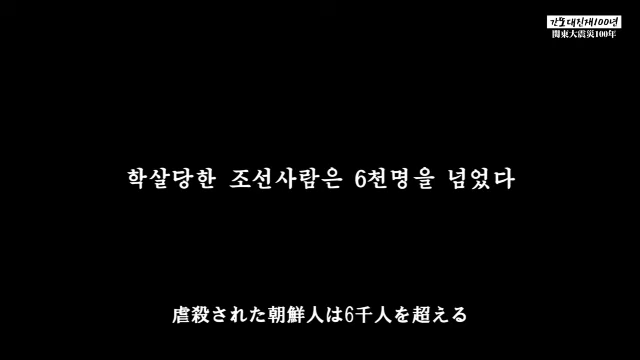 간토대진재100년
関東大震災100年
학살당한 조선사람은 6천명을 넘었다
虐殺された朝鮮人は6千人を超える